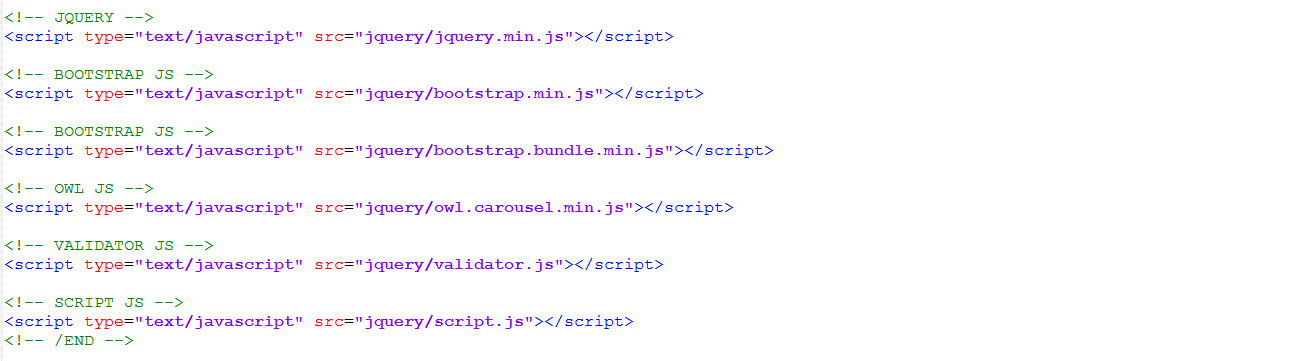 <!-- JQUERY -->
<script type="text/javascript" src="jquery/jquery.min.js"></script>
<!-- BOOTSTRAP JS -->
<script type="text/javascript" src="jquery/bootstrap.min.js"></script>
<!-- BOOTSTRAP JS -->
<script type="text/javascript" src="jquery/bootstrap.bundle.min.js"></script>
<!-- OWL JS -->
<script type="text/javascript" src="jquery/owl.carousel.min.js"></script>
<!-- VALIDATOR JS -->
<script type="text/javascript" src="jquery/validator.js"></script>
<!-- SCRIPT JS -->
<script type="text/javascript" src="jquery/script.js"></script>
<!-- /END -->